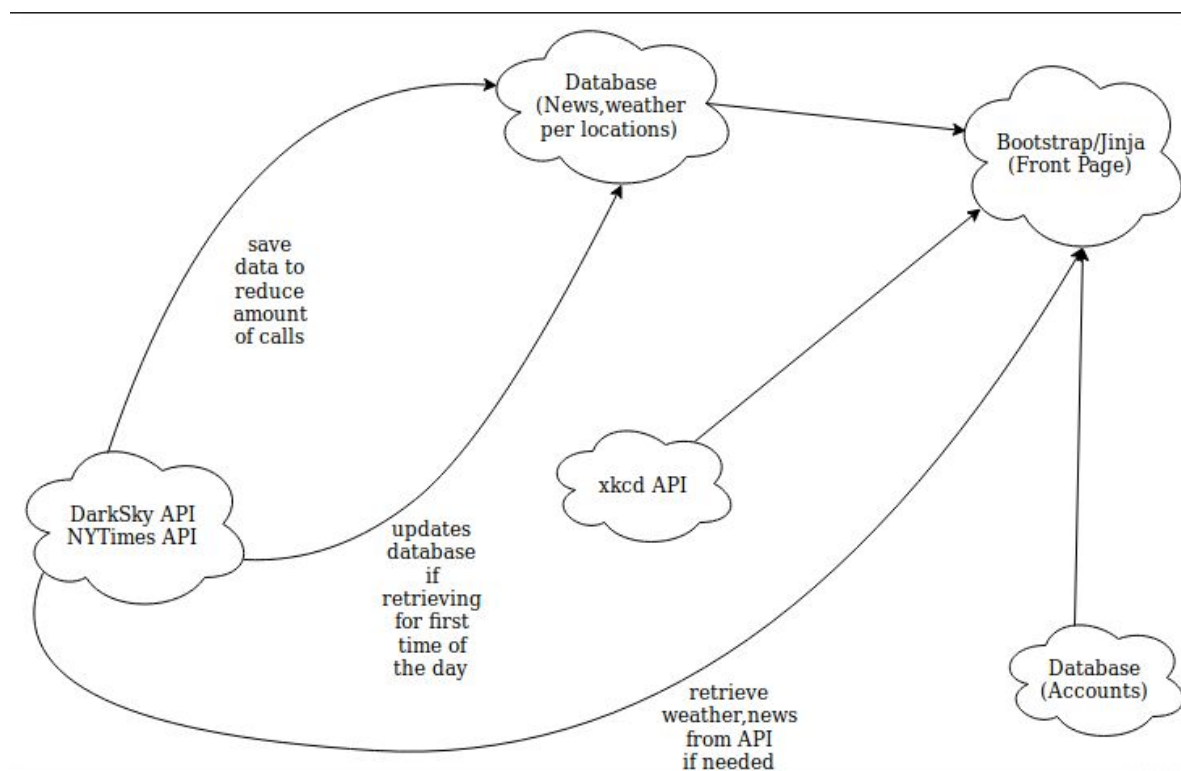 Database
(News,weather
per locations)
Bootstrap/Jinja
(Front Page)
save
data to
reduce
amount
of calls
xkcd API
DarkSky API
NYTimes API
updates
database
if
retrieving
for first
time of
the day
Database
(Accounts)
retrieve
weather,news
from API
if needed